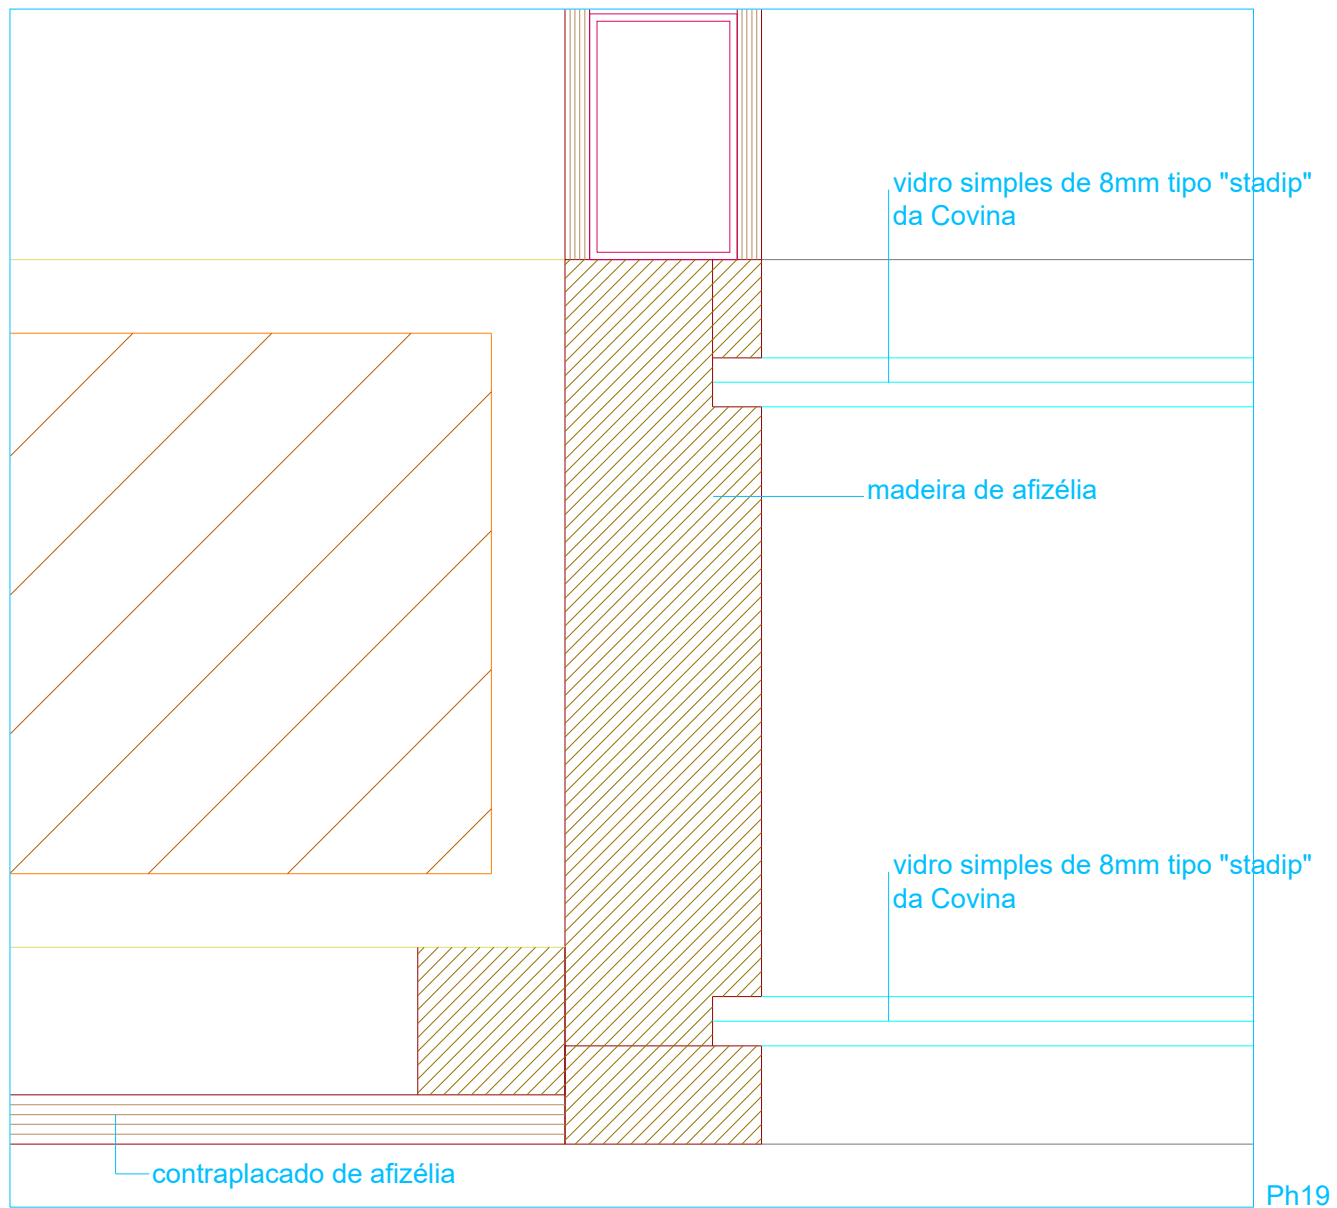 vidro simples de 8mm tipo "stadip"
da Covina
madeira de afizélia
vidro simples de 8mm tipo "stadip"
da Covina
contraplacado de afizélia
Ph19